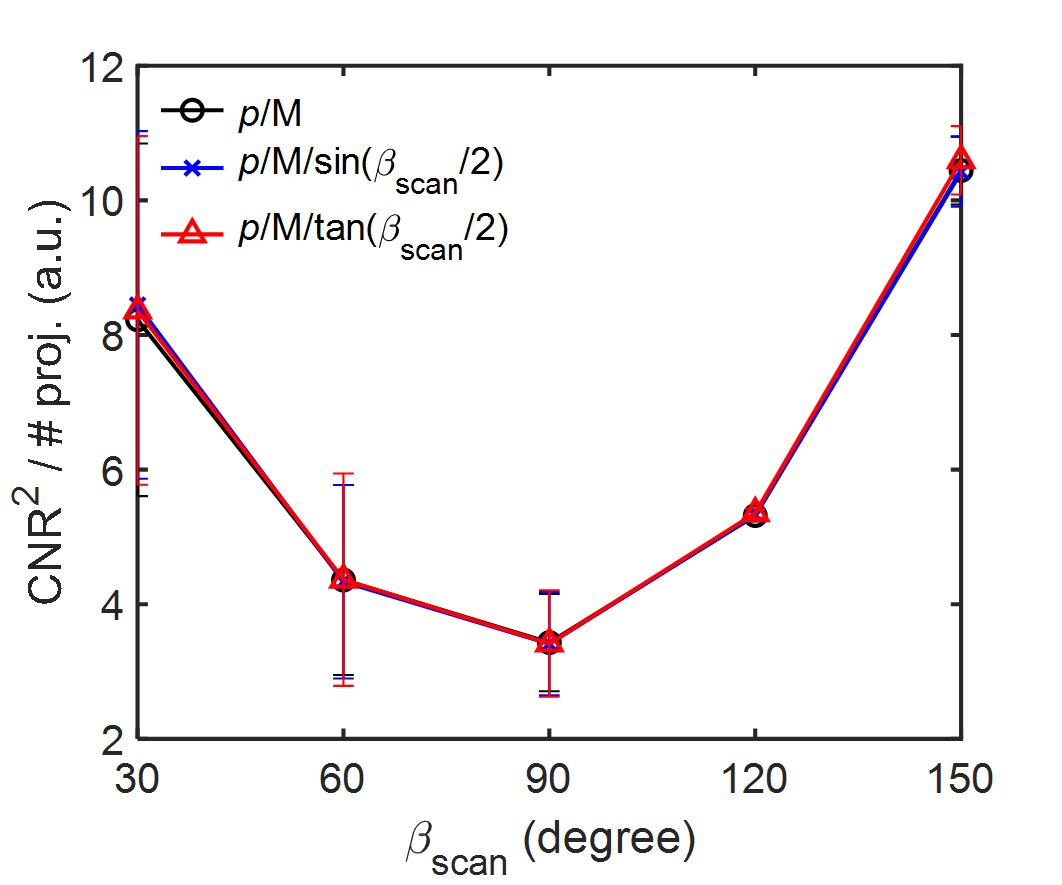 12
10
8
6
4
2
CNR² / # proj. (a.u.)
p/M
p/M/sin(βscan/2)
p/M/tan(βscan/2)
30 60 90 120 150
βscan (degree)